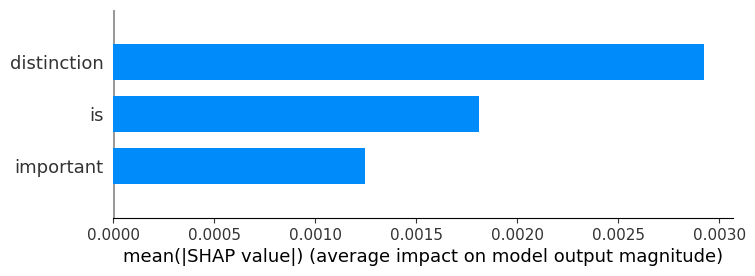 distinction
is
important
0.0000 0.0005 0.0010 0.0015 0.0020 0.0025 0.0030
mean(|SHAP value|) (average impact on model output magnitude)